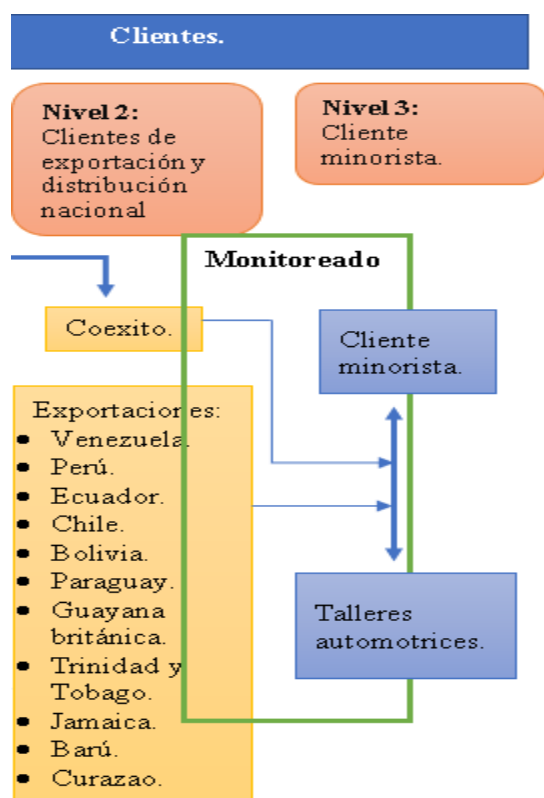 Clientes.
Nivel 2:
Clientes de
exportación y
distribución
nacional
Nivel 3:
Cliente
minorista.
Monitoreado
Coexito.
Cliente
minorista.
Exportaciones:
• Venezuela.
• Perú.
• Ecuador.
• Chile.
• Bolivia.
• Paraguay.
• Guayana
británica.
• Trinidad y
Tobago.
• Jamaica.
• Barú.
• Curazao.
Talleres
automotrices.